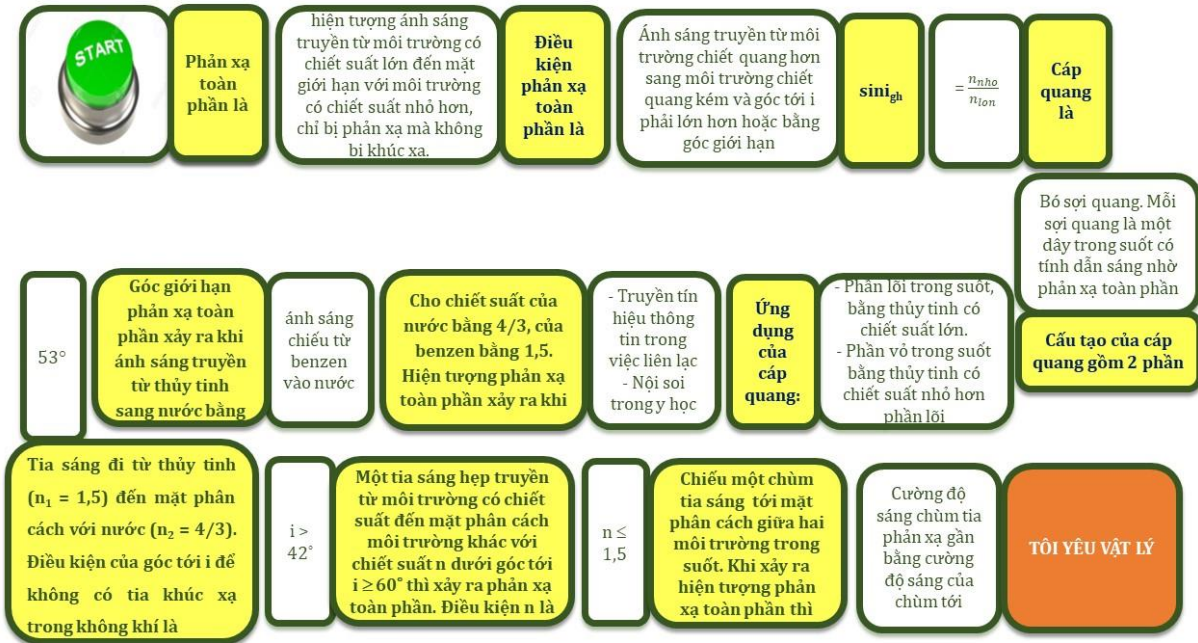 START
Phản xạ
toàn
phần là
hiện tượng ánh sáng
truyền từ môi trường có
chiết suất lớn đến mặt
giới hạn với môi trường
có chiết suất nhỏ hơn,
chỉ bị phản xạ mà không
bị khúc xạ.
Điều
kiện
phản xạ
toàn
phần là
Ánh sáng truyền từ môi
trường chiết quang hơn
sang môi trường chiết
quang kém và góc tới i
phải lớn hơn hoặc bằng
góc giới hạn
sini_gh
= n_nho/n_lon
Cáp
quang
là
Bó sợi quang. Mỗi
sợi quang là một
dây trong suốt có
tính dẫn sáng nhờ
phản xạ toàn phần
Cấu tạo của cáp
quang gồm 2 phần
- Phần lõi trong suốt,
bằng thủy tinh có
chiết suất lớn.
- Phần vỏ trong suốt
bằng thủy tinh có
chiết suất nhỏ hơn
phần lõi
Ứng
dụng
của
cáp
quang:
- Truyền tín
hiệu thông
tin trong
việc liên lạc
- Nội soi
trong y học
Cho chiết suất của
nước bằng 4/3, của
benzen bằng 1,5.
Hiện tượng phản xạ
toàn phần xảy ra khi
ánh sáng
chiếu từ
benzen
vào nước
Góc giới hạn
phản xạ toàn
phần xảy ra khi
ánh sáng truyền
từ thủy tinh
sang nước bằng
53°
Tia sáng đi từ thủy tinh
(n₁ = 1,5) đến mặt phân
cách với nước (n₂ = 4/3).
Điều kiện của góc tới i để
không có tia khúc xạ
trong không khí là
i >
42°
Một tia sáng hẹp truyền
từ môi trường có chiết
suất đến mặt phân cách
môi trường khác với
chiết suất n dưới góc tới
i ≥ 60° thì xảy ra phản xạ
toàn phần. Điều kiện n là
n ≤
1,5
Chiếu một chùm
tia sáng tới mặt
phân cách giữa hai
môi trường trong
suốt. Khi xảy ra
hiện tượng phản
xạ toàn phần thì
Cường độ
sáng chùm tia
phản xạ gần
bằng cường
độ sáng của
chùm tới
TÔI YÊU VẬT LÝ